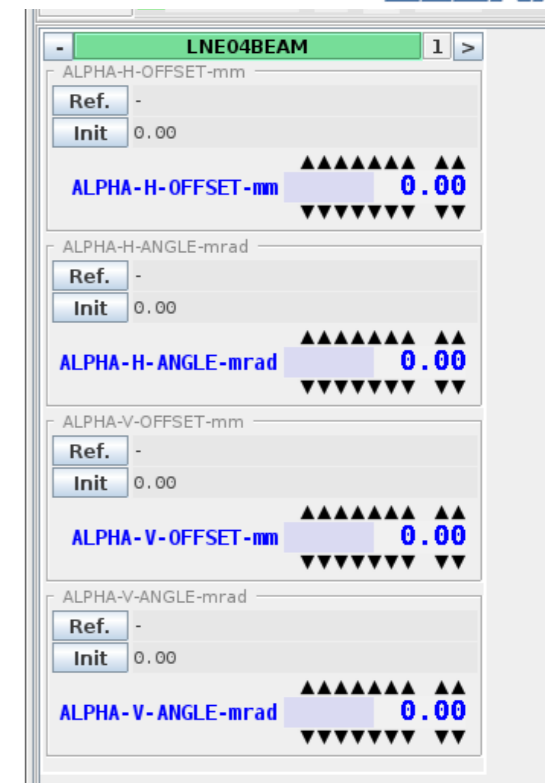 - LNE04BEAM 1 >
ALPHA-H-OFFSET-mm
Ref. -
Init 0.00
ALPHA-H-OFFSET-mm 0.00
ALPHA-H-ANGLE-mrad
Ref. -
Init 0.00
ALPHA-H-ANGLE-mrad 0.00
ALPHA-V-OFFSET-mm
Ref. -
Init 0.00
ALPHA-V-OFFSET-mm 0.00
ALPHA-V-ANGLE-mrad
Ref. -
Init 0.00
ALPHA-V-ANGLE-mrad 0.00